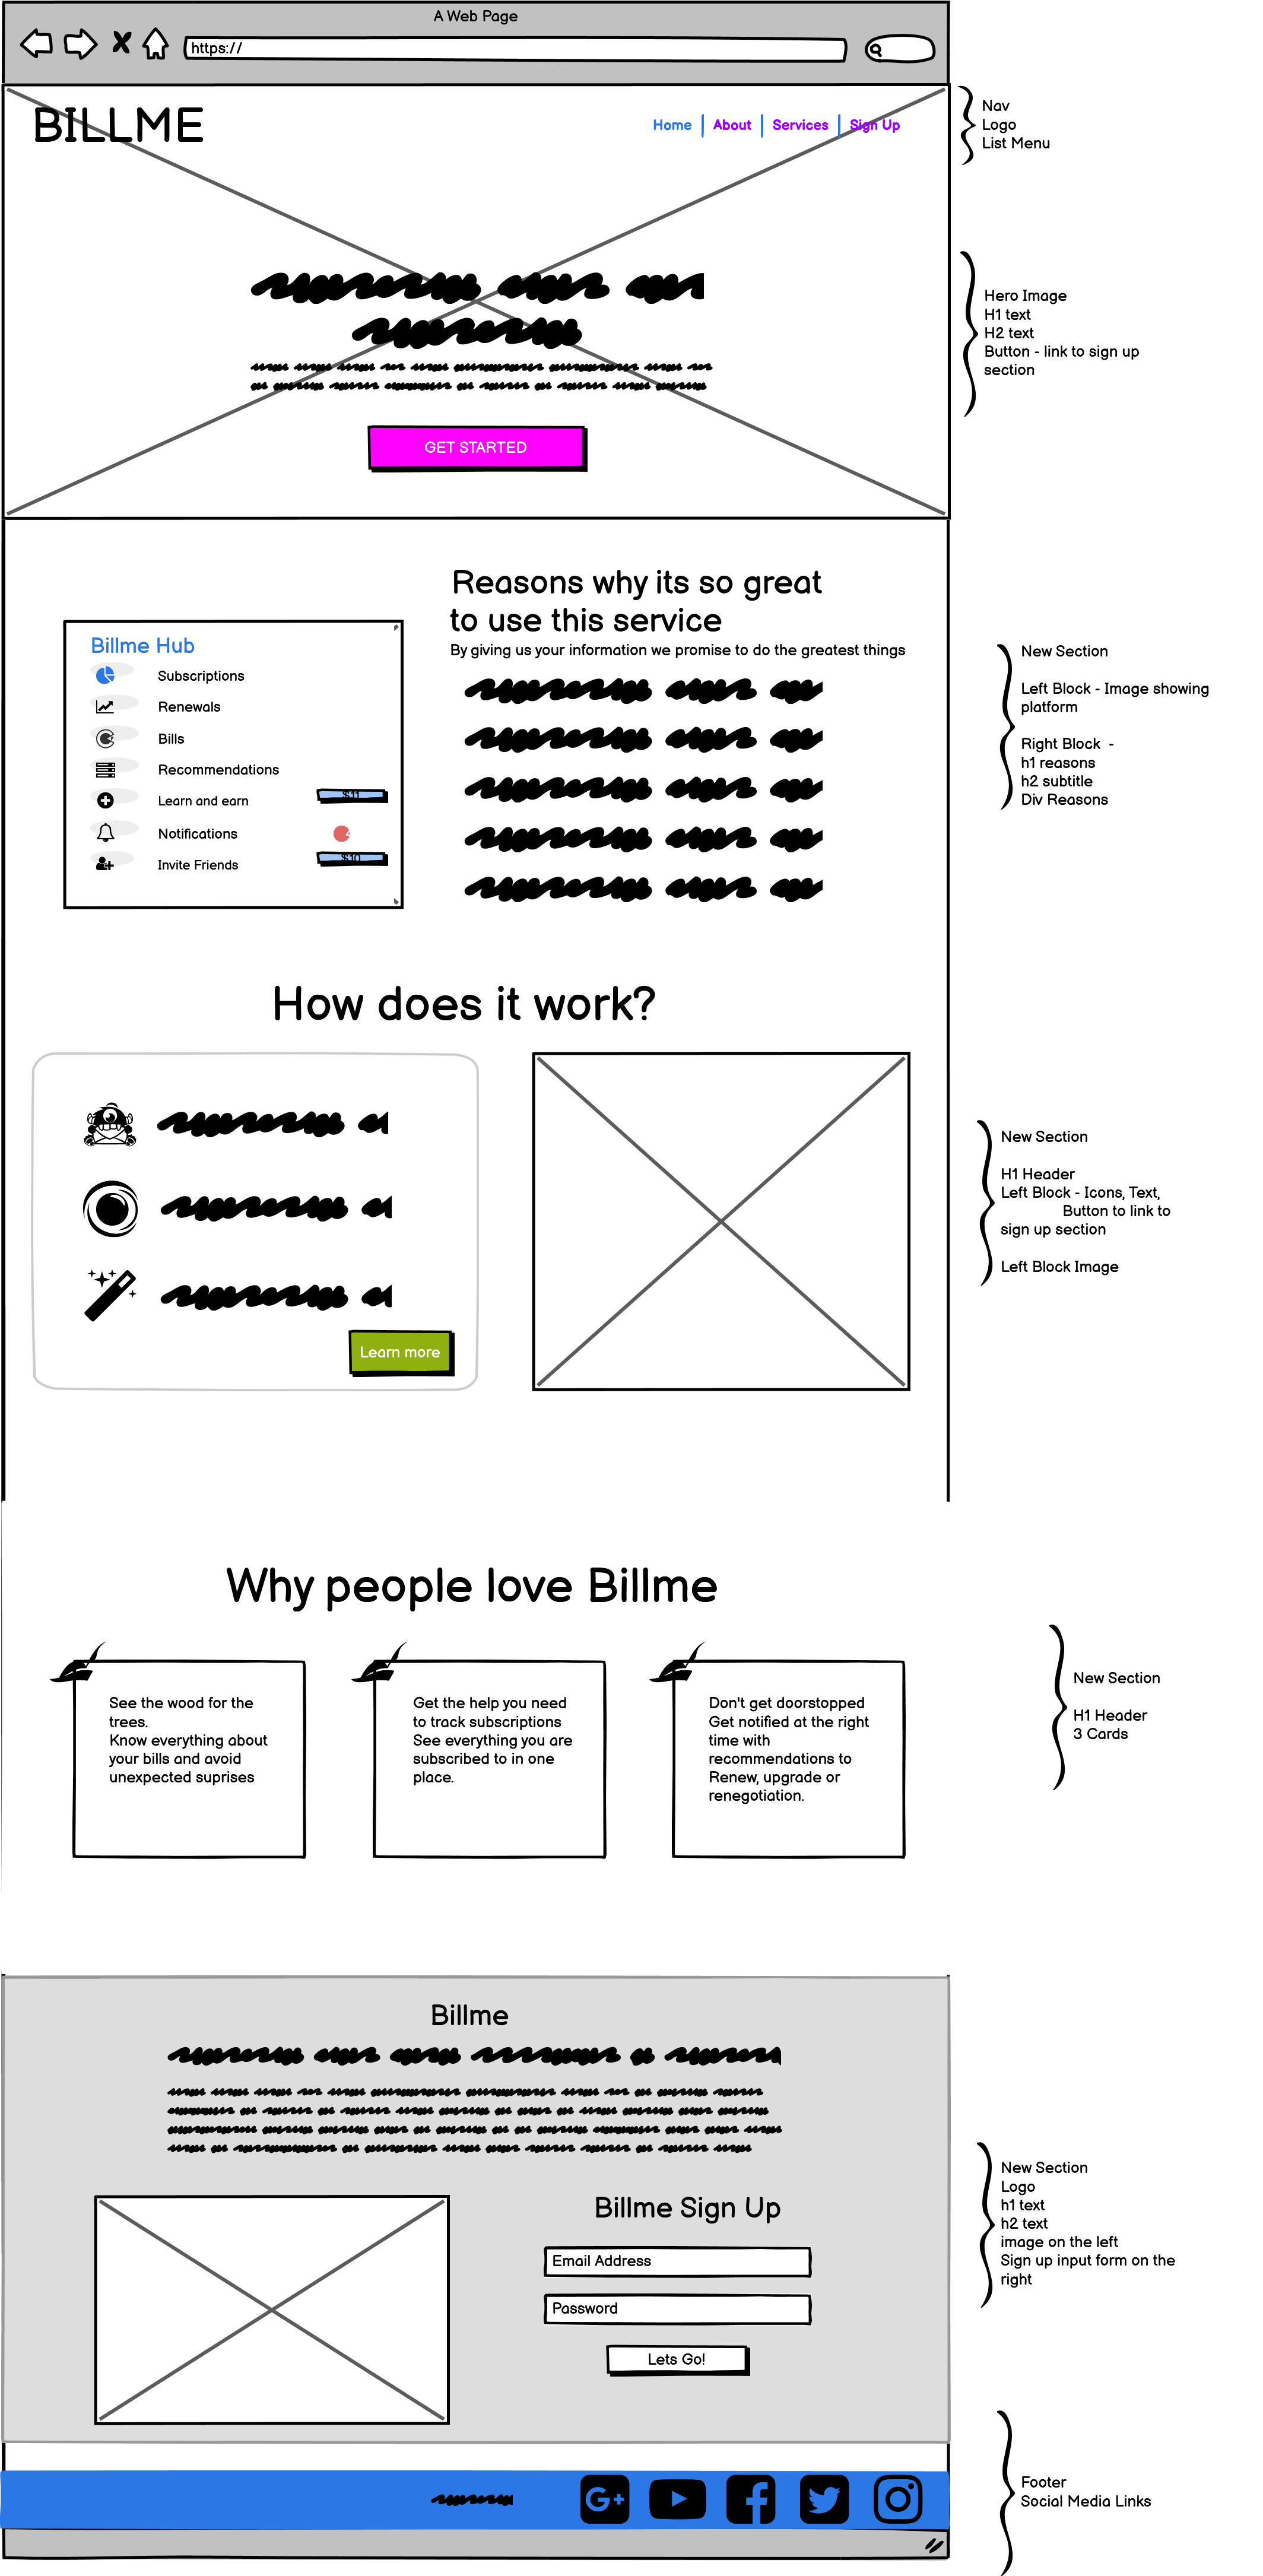 A Web Page
https://
BILLME
Home About Services Sign Up
Nav
Logo
List Menu
Hero Image
H1 text
H2 text
Button - link to sign up
section
GET STARTED
Reasons why its so great
to use this service
By giving us your information we promise to do the greatest things
Billme Hub
Subscriptions
Renewals
Bills
Recommendations
Learn and earn $11
Notifications
Invite Friends $10
New Section
Left Block - Image showing
platform
Right Block -
h1 reasons
h2 subtitle
Div Reasons
How does it work?
Learn more
New Section
H1 Header
Left Block - Icons, Text,
Button to link to
sign up section
Left Block Image
Why people love Billme
See the wood for the
trees.
Know everything about
your bills and avoid
unexpected suprises
Get the help you need
to track subscriptions
See everything you are
subscribed to in one
place.
Don't get doorstopped
Get notified at the right
time with
recommendations to
Renew, upgrade or
renegotiation.
New Section
H1 Header
3 Cards
Billme
Billme Sign Up
Email Address
Password
Lets Go!
New Section
Logo
h1 text
h2 text
image on the left
Sign up input form on the
right
G+
Footer
Social Media Links